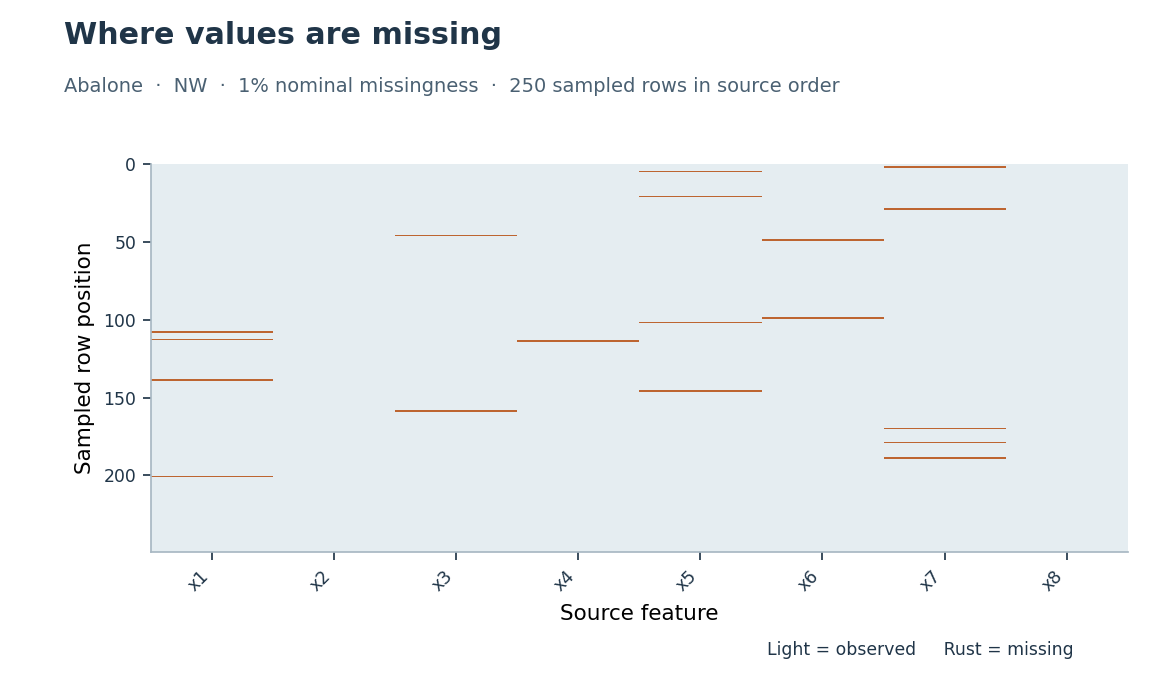 Where values are missing
Abalone · NW · 1% nominal missingness · 250 sampled rows in source order
0
50
100
150
200
Sampled row position
x1 x2 x3 x4 x5 x6 x7 x8
Source feature
Light = observed Rust = missing